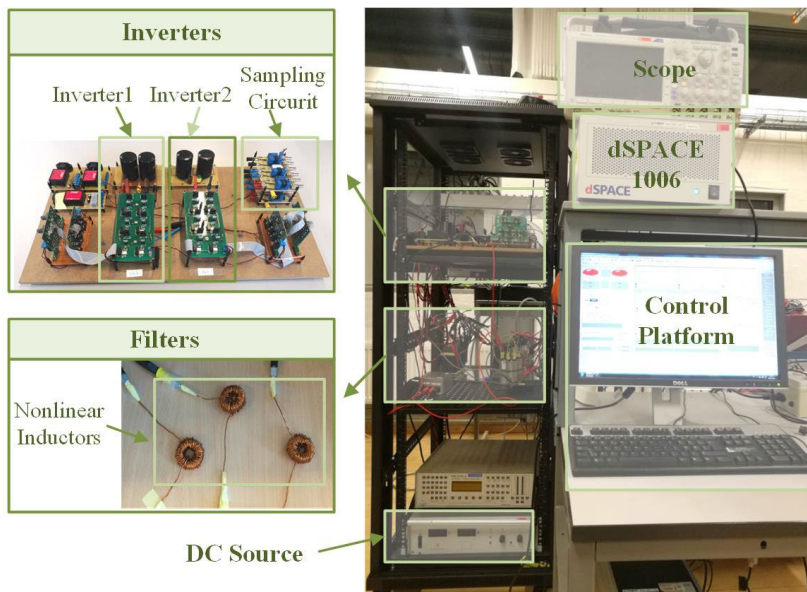 Inverters
Inverter1
Inverter2
Sampling
Circurit
Filters
Nonlinear
Inductors
DC Source
Scope
dSPACE
1006
dSPACE
Control
Platform
DELL